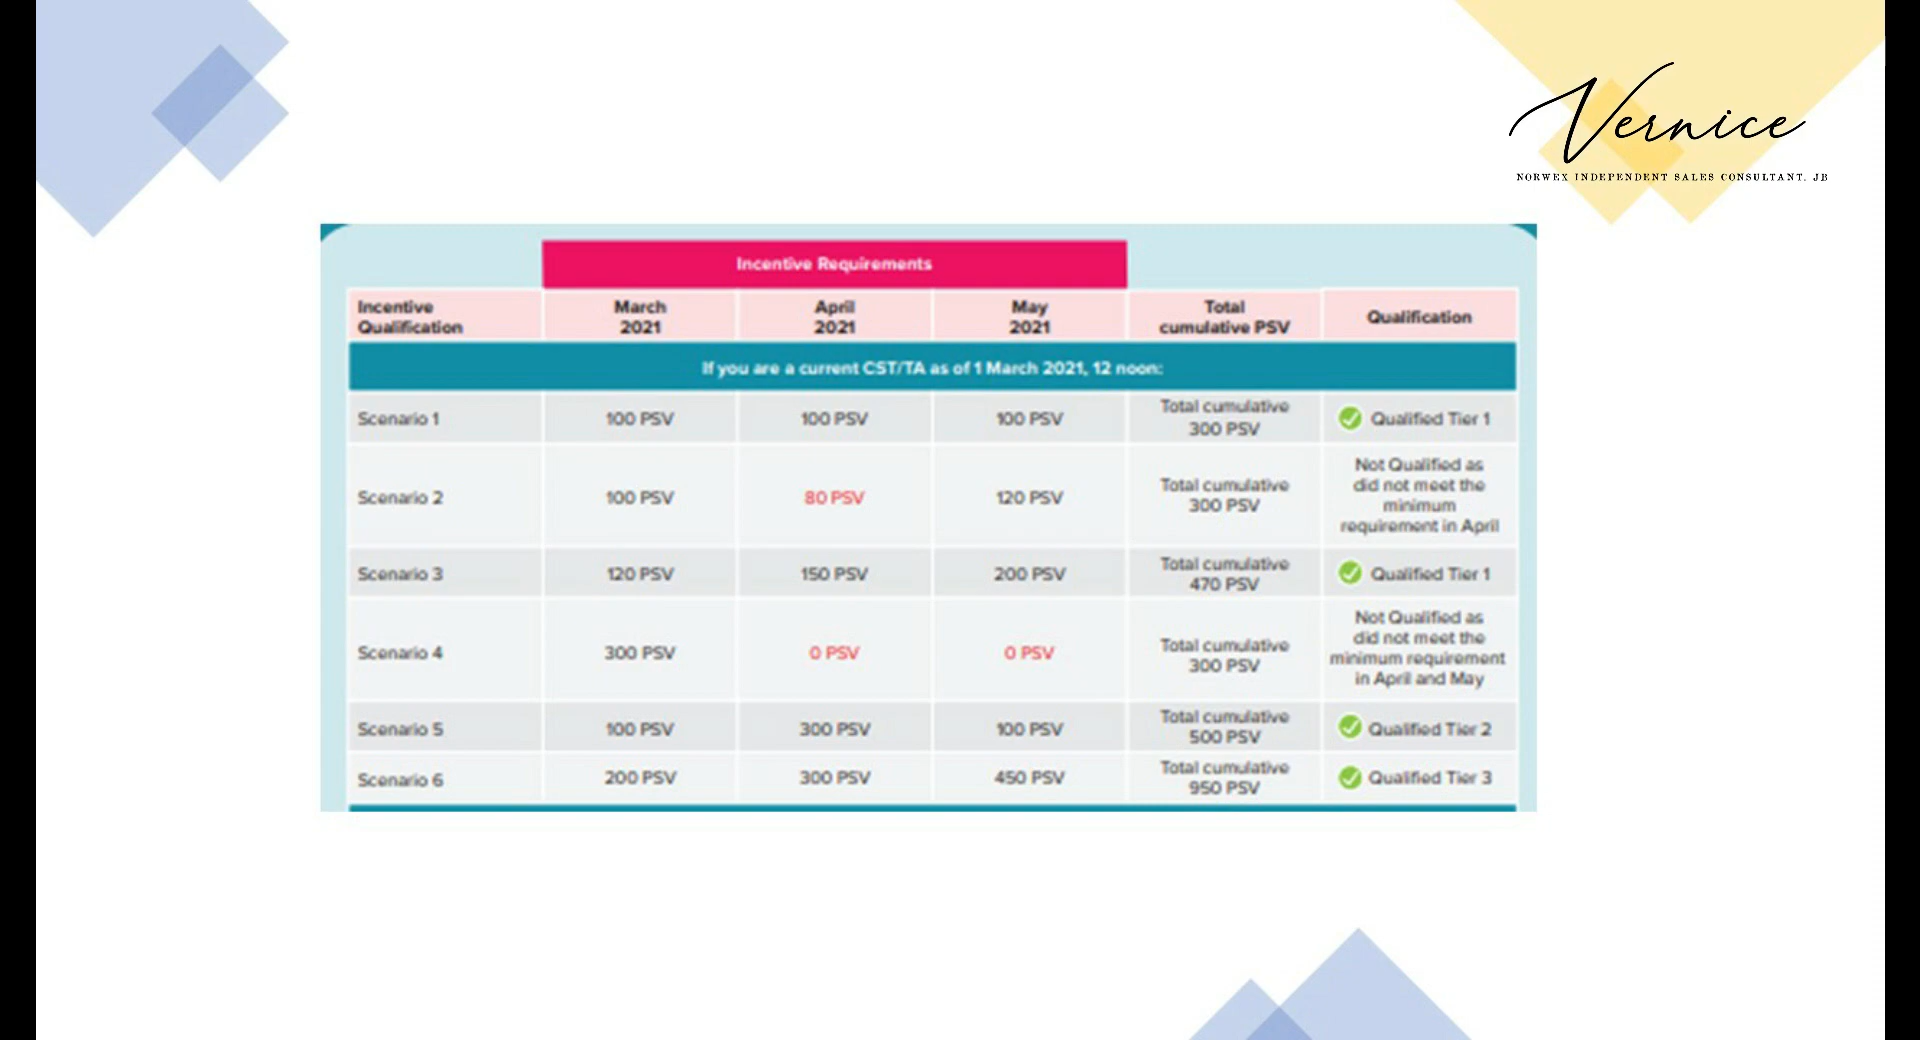 Vernice
NORWEX INDEPENDENT SALES CONSULTANT. JB
Incentive Requirements
Incentive Qualification March 2021 April 2021 May 2021 Total cumulative PSV Qualification
If you are a current CST/TA as of 1 March 2021, 12 noon:
Scenario 1 100 PSV 100 PSV 100 PSV Total cumulative 300 PSV Qualified Tier 1
Scenario 2 100 PSV 80 PSV 120 PSV Total cumulative 300 PSV Not Qualified as did not meet the minimum requirement in April
Scenario 3 120 PSV 150 PSV 200 PSV Total cumulative 470 PSV Qualified Tier 1
Scenario 4 300 PSV 0 PSV 0 PSV Total cumulative 300 PSV Not Qualified as did not meet the minimum requirement in April and May
Scenario 5 100 PSV 300 PSV 100 PSV Total cumulative 500 PSV Qualified Tier 2
Scenario 6 200 PSV 300 PSV 450 PSV Total cumulative 950 PSV Qualified Tier 3